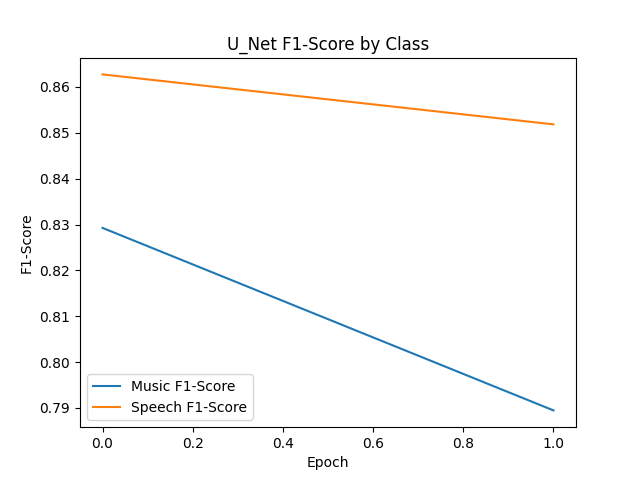 U_Net F1-Score by Class
F1-Score
0.86
0.85
0.84
0.83
0.82
0.81
0.80
0.79
Music F1-Score
Speech F1-Score
0.0 0.2 0.4 0.6 0.8 1.0
Epoch